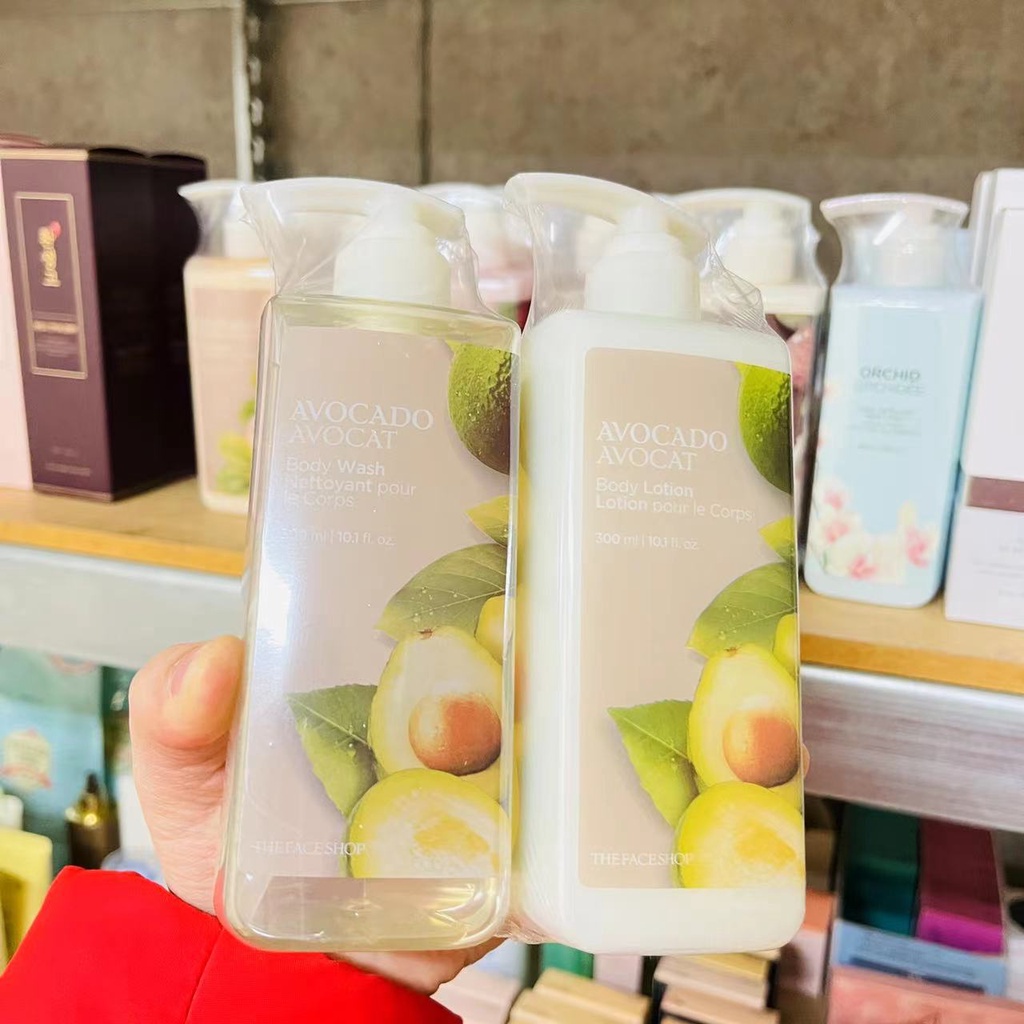 AVOCADO
AVOCAT
Body Wash
Nettoyant pour
le Corps
300 ml | 10.1 fl. oz.
THEFACESHOP
AVOCADO
AVOCAT
Body Lotion
Lotion pour le Corps
300 ml | 10.1 fl. oz.
THEFACESHOP
ORCHID